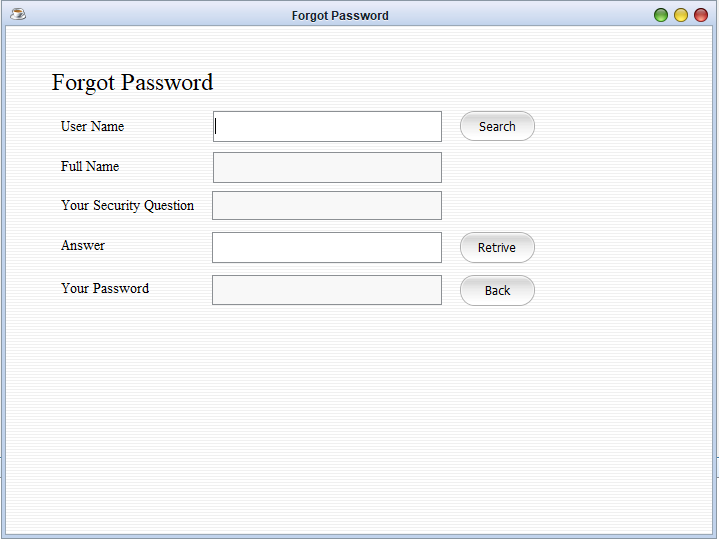 Forgot Password
Forgot Password
User Name
Search
Full Name
Your Security Question
Answer
Retrive
Your Password
Back